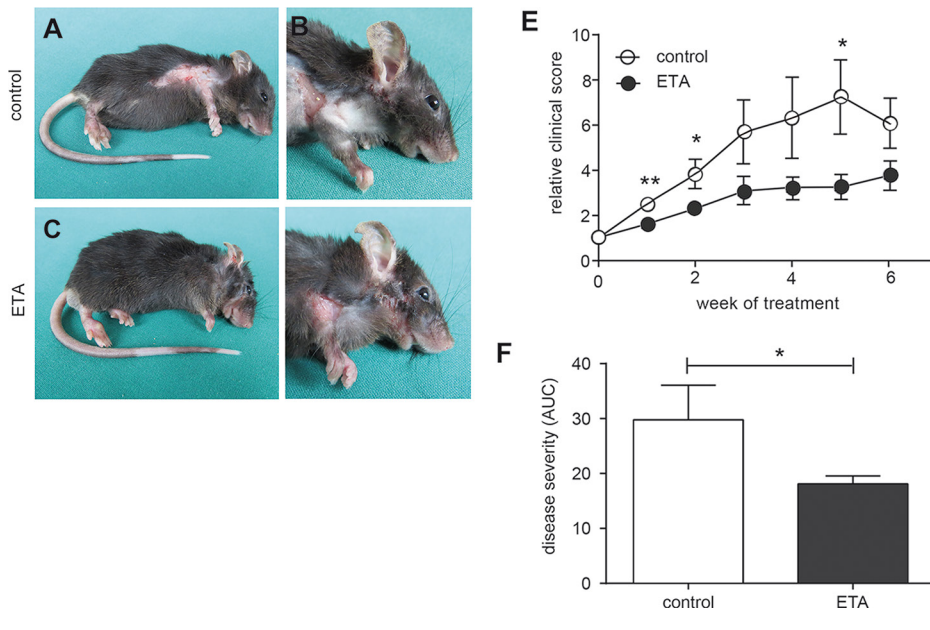 A
B
control
C
ETA
E
control
ETA
relative clinical score
10
8
6
4
2
0
**
*
*
0
2
4
6
week of treatment
F
*
disease severity (AUC)
40
30
20
10
0
control
ETA